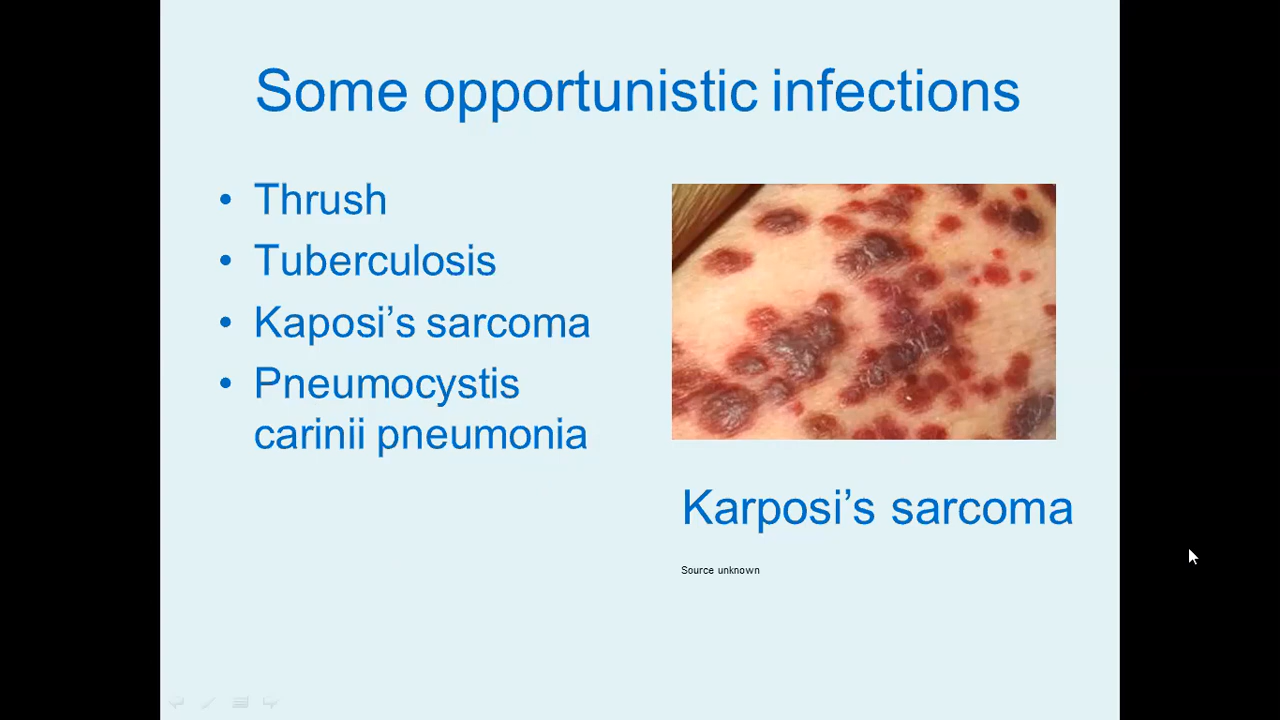 Some opportunistic infections
• Thrush
• Tuberculosis
• Kaposi’s sarcoma
• Pneumocystis
carinii pneumonia
Karposi’s sarcoma
Source unknown